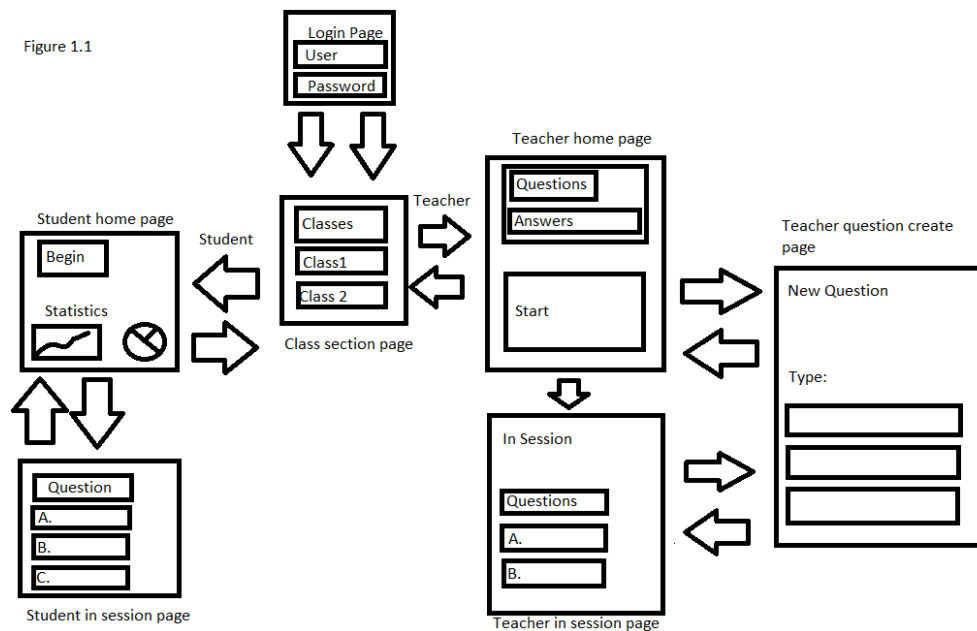 Figure 1.1
Login Page
User
Password
Teacher home page
Questions
Answers
Start
Teacher
Student
Classes
Class1
Class 2
Class section page
Student home page
Begin
Statistics
Teacher question create
page
New Question
Type:
In Session
Questions
A.
B.
Teacher in session page
Question
A.
B.
C.
Student in session page